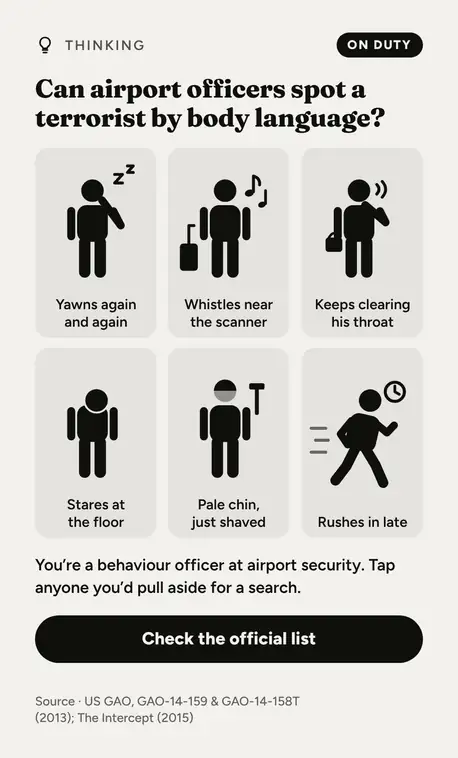 THINKING
ON DUTY
Can airport officers spot a
terrorist by body language?
z z
Yawns again
and again
Whistles near
the scanner
Keeps clearing
his throat
Stares at
the floor
Pale chin,
just shaved
Rushes in late
You’re a behaviour officer at airport security. Tap
anyone you’d pull aside for a search.
Check the official list
Source · US GAO, GAO-14-159 & GAO-14-158T
(2013); The Intercept (2015)